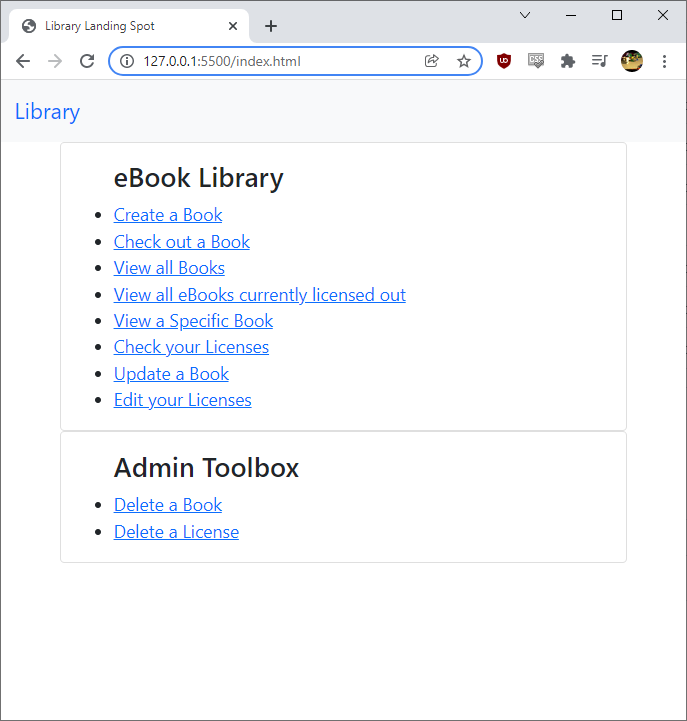 Library Landing Spot
127.0.0.1:5500/index.html
UO
CSS
Library
eBook Library
Create a Book
Check out a Book
View all Books
View all eBooks currently licensed out
View a Specific Book
Check your Licenses
Update a Book
Edit your Licenses
Admin Toolbox
Delete a Book
Delete a License